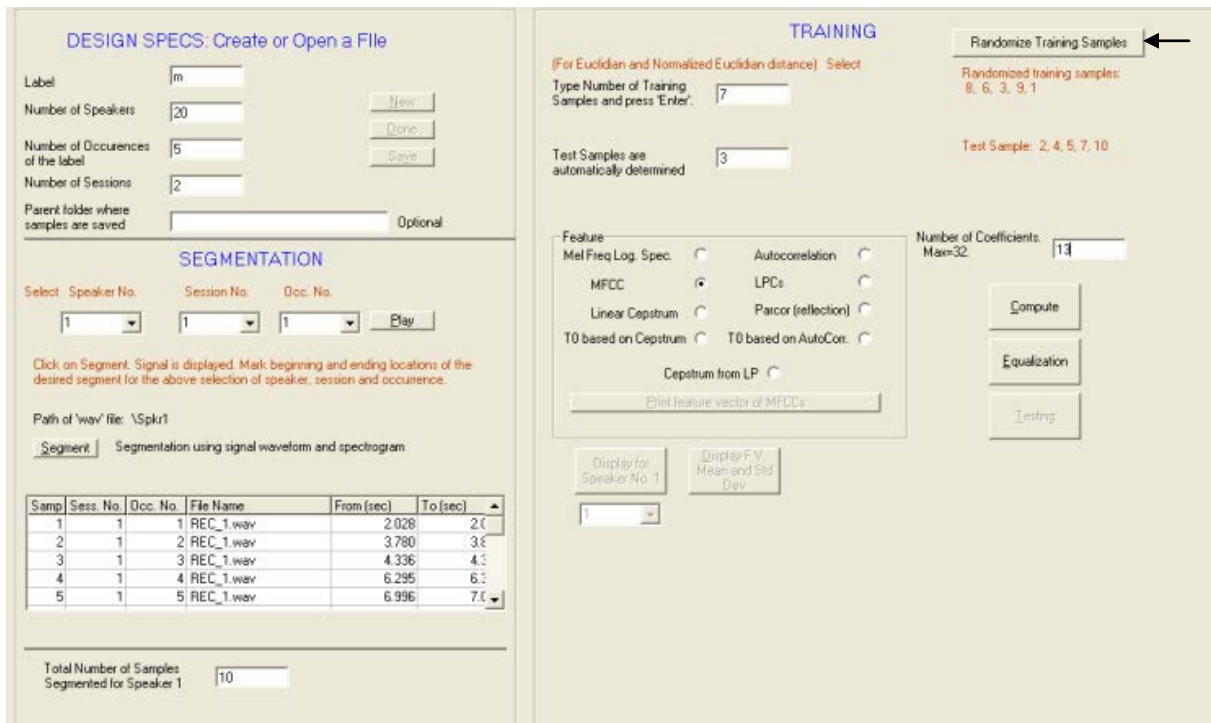 DESIGN SPECS: Create or Open a FIle
Label
m
Number of Speakers
20
New
Done
Number of Occurences
of the label
5
Save
Number of Sessions
2
Parent folder where
samples are saved
Optional
SEGMENTATION
Select Speaker No. Session No. Occ. No.
1 1 1 Play
Click on Segment. Signal is displayed. Mark beginning and ending locations of the
desired segment for the above selection of speaker, session and occurrence.
Path of 'wav' file: \Spkr1
Segment Segmentation using signal waveform and spectrogram
Samp Sess. No. Occ. No. File Name From (sec) To (sec)
1 1 1 REC_1.wav 2.028 2.0
2 1 2 REC_1.wav 3.780 3.8
3 1 3 REC_1.wav 4.336 4.3
4 1 4 REC_1.wav 6.295 6.3
5 1 5 REC_1.wav 6.996 7.0
Total Number of Samples
Segmented for Speaker 1
10
TRAINING
Randomize Training Samples
(For Euclidian and Normalized Euclidian distance) Select
Type Number of Training
Samples and press 'Enter'.
7
Randomized training samples:
8, 6, 3, 9, 1
Test Samples are
automatically determined
3
Test Sample: 2, 4, 5, 7, 10
Feature
Mel Freq Log. Spec. Autocorrelation
MFCC LPCs
Linear Cepstrum Parcor (reflection)
T0 based on Cepstrum T0 based on AutoCorr.
Cepstrum from LP
Print feature vector of MFCCs
Number of Coefficients.
Max=32.
13
Compute
Equalization
Testing
Display for
Speaker No. 1
Display F.V.
Mean and Std
Dev
1